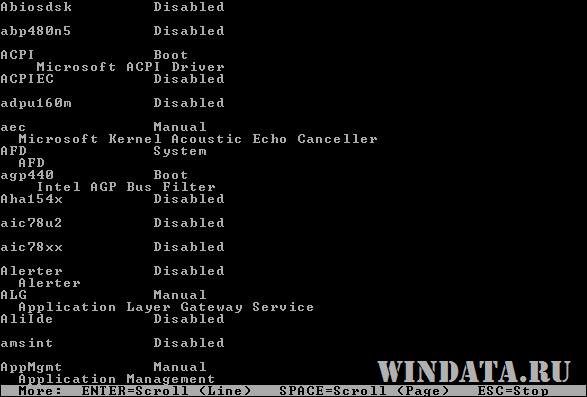 Abiosdsk Disabled
abp480n5 Disabled
ACPI Boot
Microsoft ACPI Driver
ACPIEC Disabled
adpu160m Disabled
aec Manual
Microsoft Kernel Acoustic Echo Canceller
AFD System
AFD
agp440 Boot
Intel AGP Bus Filter
Aha154x Disabled
aic78u2 Disabled
aic78xx Disabled
Alerter Disabled
Alerter
ALG Manual
Application Layer Gateway Service
AliIde Disabled
amsint Disabled
AppMgmt Manual
Application Management
WINDATA.RU
More: ENTER=Scroll (Line) SPACE=Scroll (Page) ESC=Stop